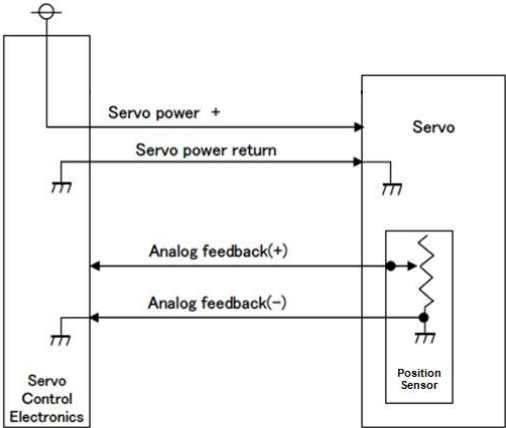 Servo power +
Servo
Servo power return
Analog feedback(+)
Analog feedback(-)
Position
Sensor
Servo
Control
Electronics